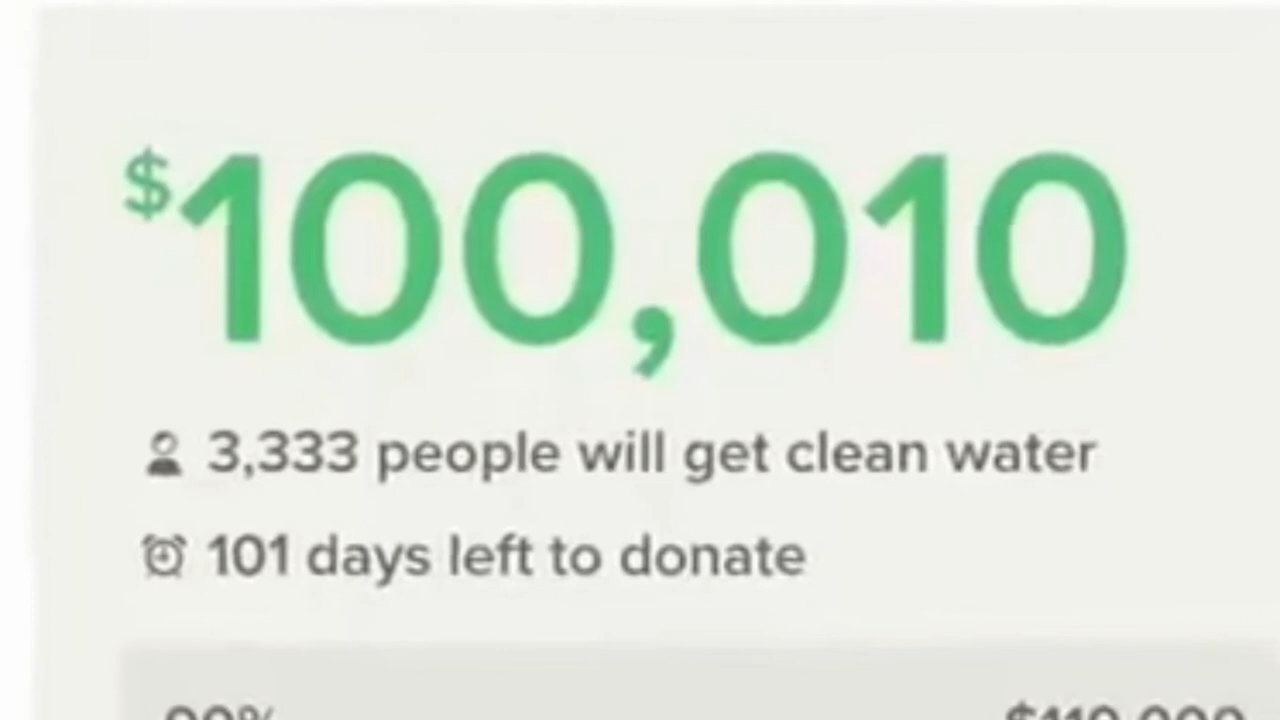 $100,010
3,333 people will get clean water
101 days left to donate